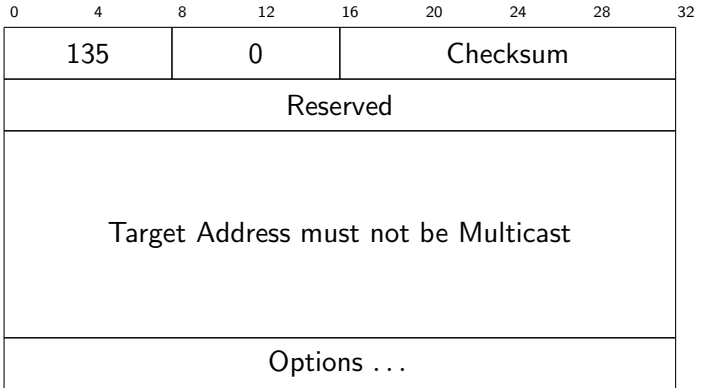 0 4 8 12 16 20 24 28 32
135 0 Checksum
Reserved
Target Address must not be Multicast
Options . . .